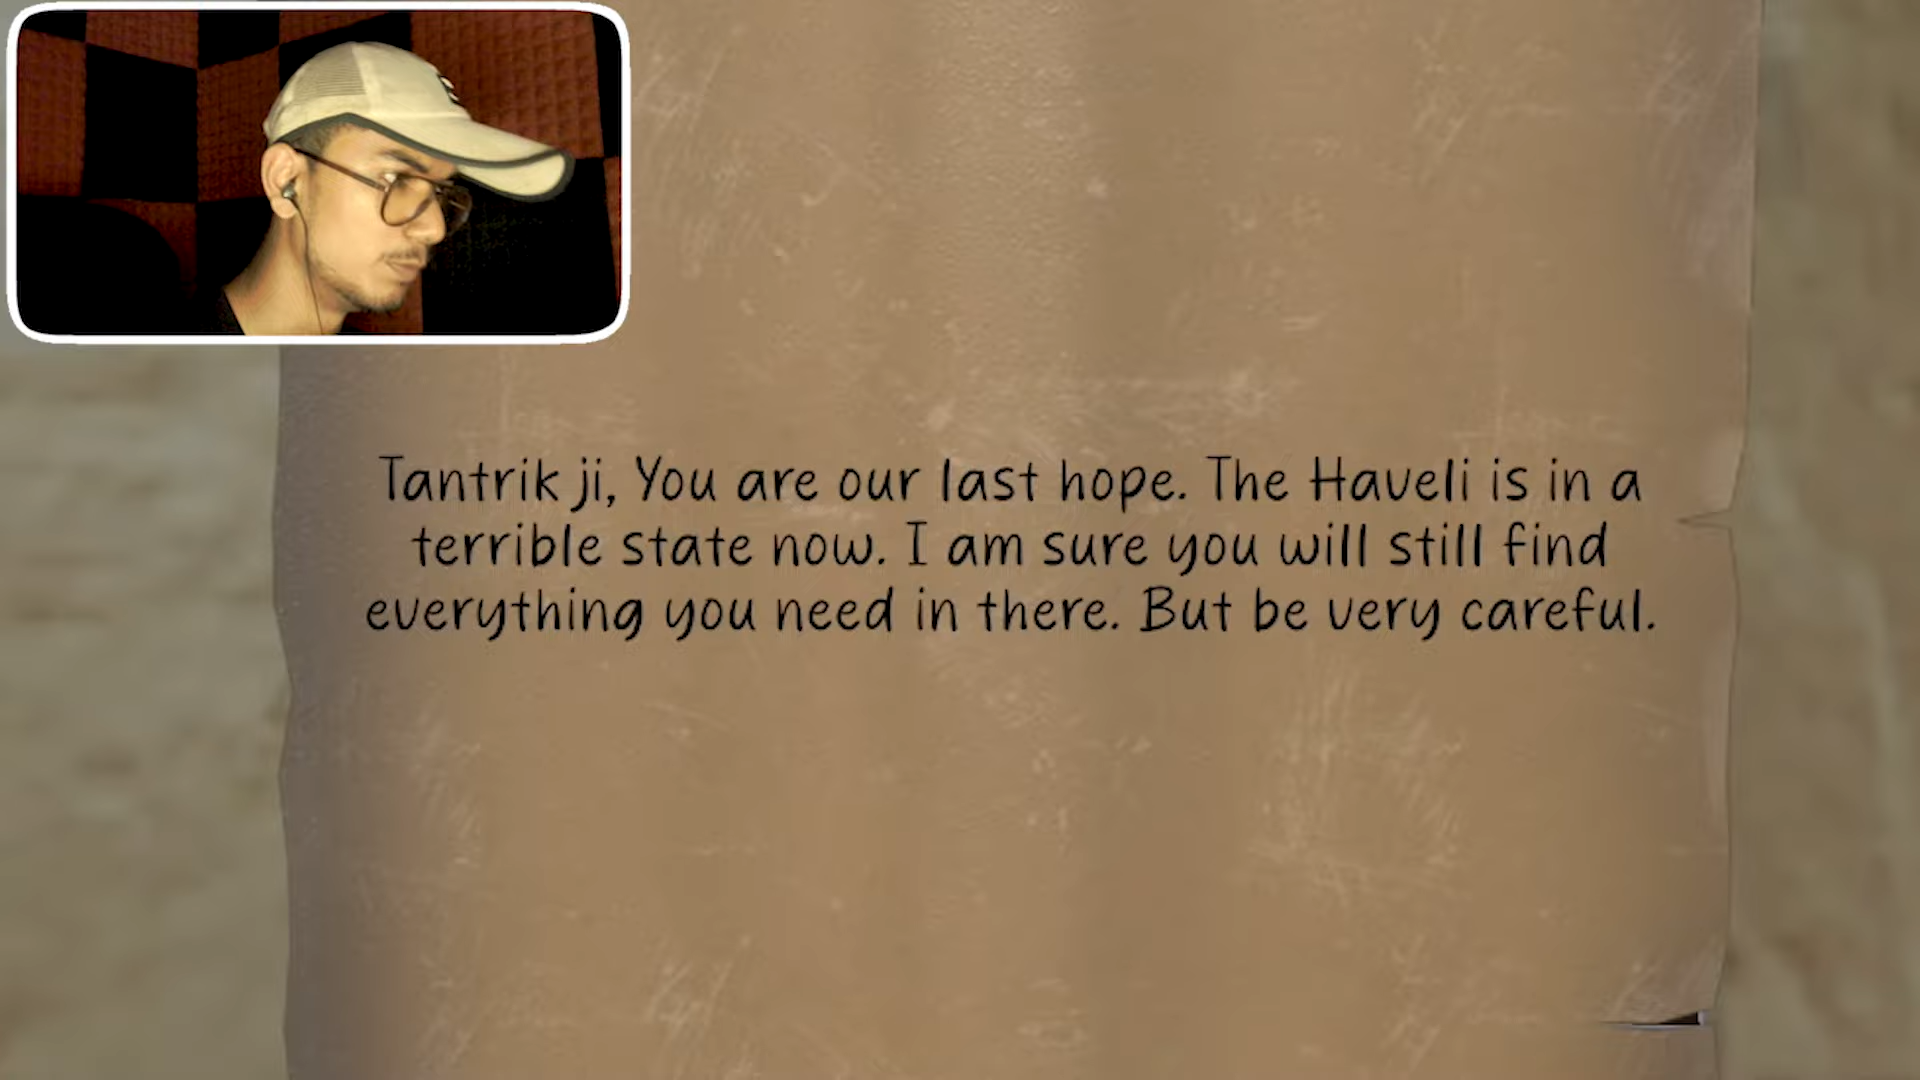 Tantrik ji, You are our last hope. The Haveli is in a
terrible state now. I am sure you will still find
everything you need in there. But be very careful.